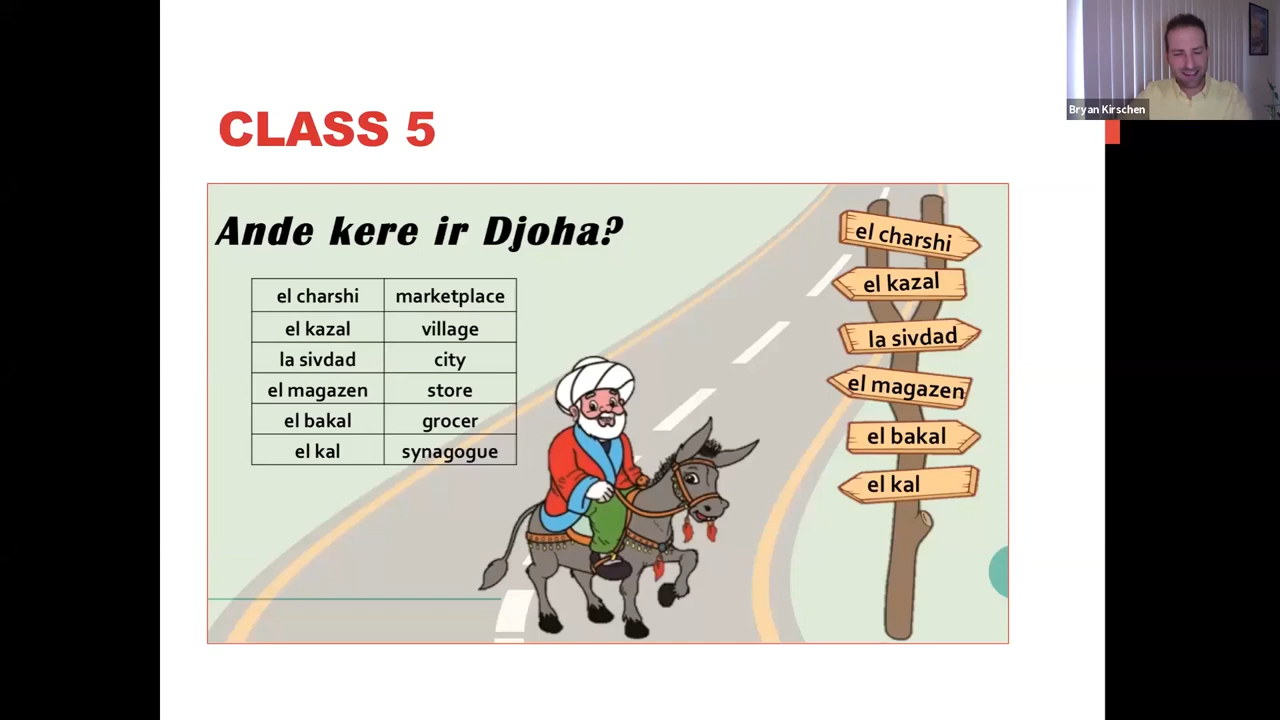 CLASS 5
Ande kere ir Djoha?
el charshi marketplace
el kazal village
la sivdad city
el magazen store
el bakal grocer
el kal synagogue
el charshi
el kazal
la sivdad
el magazen
el bakal
el kal
Bryan Kirschen